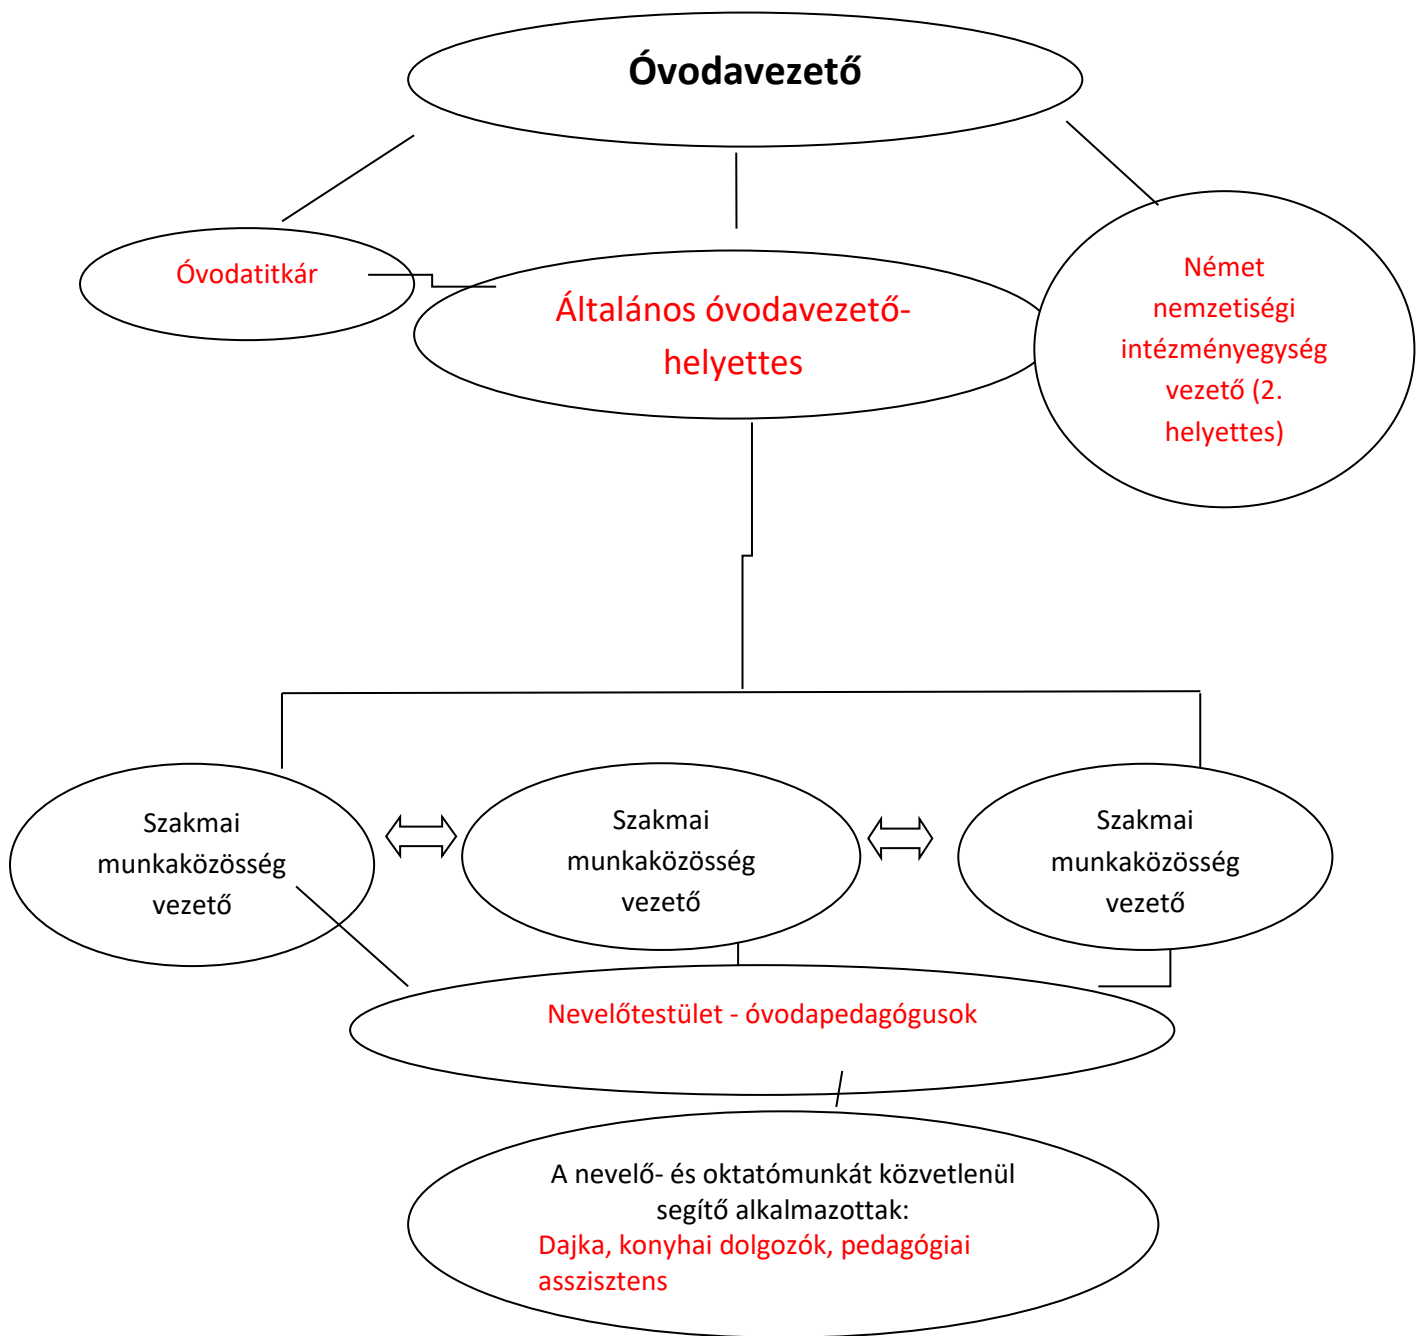 Óvodavezető
Óvodatitkár
Általános óvodavezető-
helyettes
Német
nemzetiségi
intézményegység
vezető (2.
helyettes)
Szakmai
munkaközösség
vezető
Szakmai
munkaközösség
vezető
Szakmai
munkaközösség
vezető
Nevelőtestület - óvodapedagógusok
A nevelő- és oktatómunkát közvetlenül
segítő alkalmazottak:
Dajka, konyhai dolgozók, pedagógiai
asszisztens